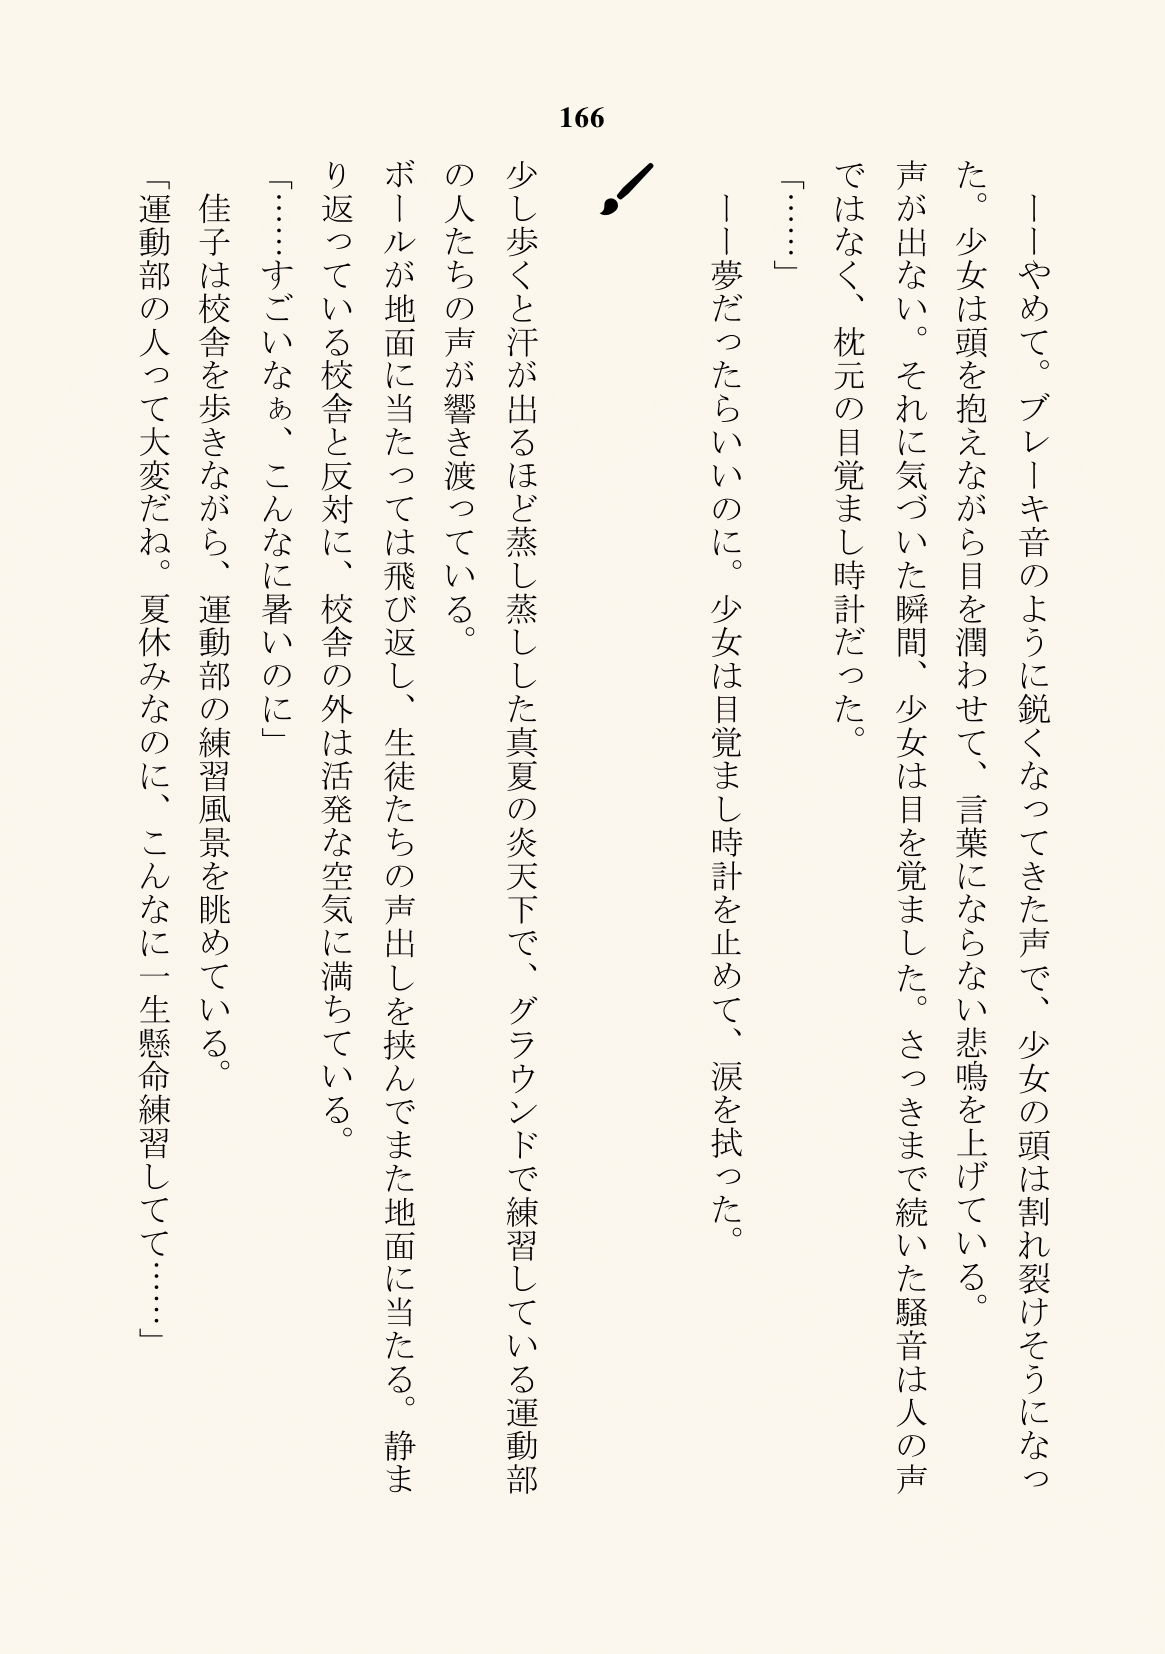 166
　ーーやめて。ブレーキ音のように鋭くなってきた声で、少女の頭は割れ裂けそうになっ
た。少女は頭を抱えながら目を潤わせて、言葉にならない悲鳴を上げている。
声が出ない。それに気づいた瞬間、少女は目を覚ました。さっきまで続いた騒音は人の声
ではなく、枕元の目覚まし時計だった。
「……」
　ーー夢だったらいいのに。少女は目覚まし時計を止めて、涙を拭った。
少し歩くと汗が出るほど蒸し蒸しした真夏の炎天下で、グラウンドで練習している運動部
の人たちの声が響き渡っている。
ボールが地面に当たっては飛び返し、生徒たちの声出しを挟んでまた地面に当たる。静ま
り返っている校舎と反対に、校舎の外は活発な空気に満ちている。
「……すごいなぁ、こんなに暑いのに」
　佳子は校舎を歩きながら、運動部の練習風景を眺めている。
「運動部の人って大変だね。夏休みなのに、こんなに一生懸命練習してて……」